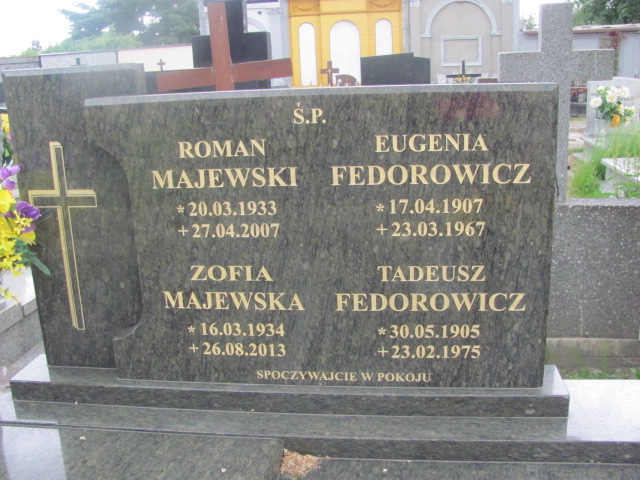 Ś.P.
ROMAN
MAJEWSKI
*20.03.1933
+27.04.2007
EUGENIA
FEDOROWICZ
*17.04.1907
+23.03.1967
ZOFIA
MAJEWSKA
*16.03.1934
+26.08.2013
TADEUSZ
FEDOROWICZ
*30.05.1905
+23.02.1975
SPOCZYWAJCIE W POKOJU